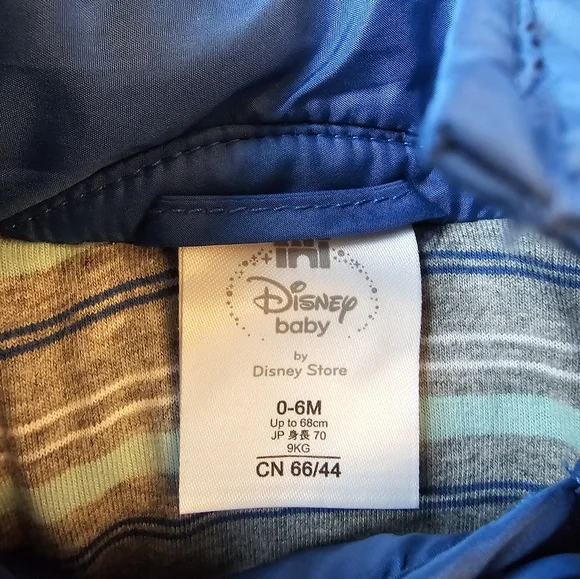 Disney
baby
by
Disney Store
0-6M
Up to 68cm
JP 身長 70
9KG
CN 66/44